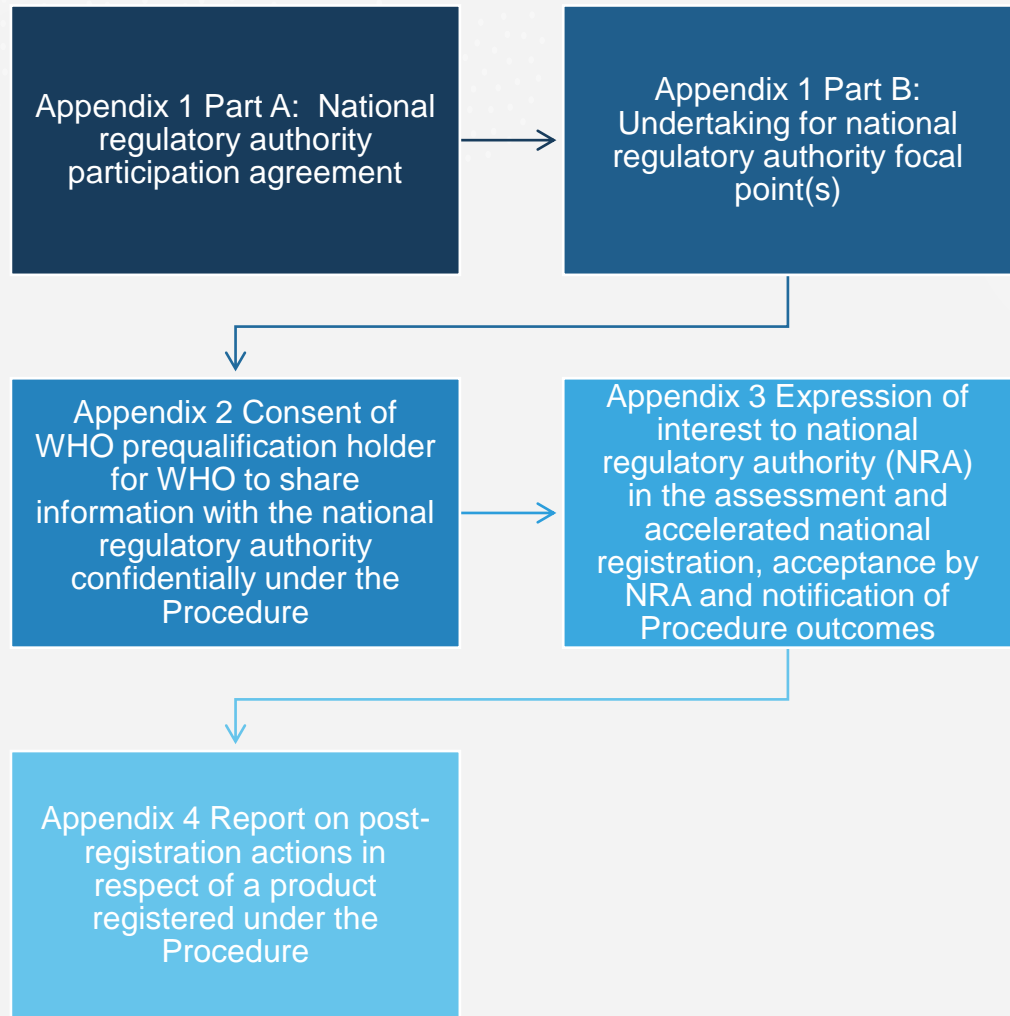 Appendix 1 Part A:  National
regulatory authority
participation agreement
Appendix 1 Part B:
Undertaking for national
regulatory authority focal
point(s)
Appendix 2 Consent of
WHO prequalification holder
for WHO to share
information with the national
regulatory authority
confidentially under the
Procedure
Appendix 3 Expression of
interest to national
regulatory authority (NRA)
in the assessment and
accelerated national
registration, acceptance by
NRA and notification of
Procedure outcomes
Appendix 4 Report on post-
registration actions in
respect of a product
registered under the
Procedure